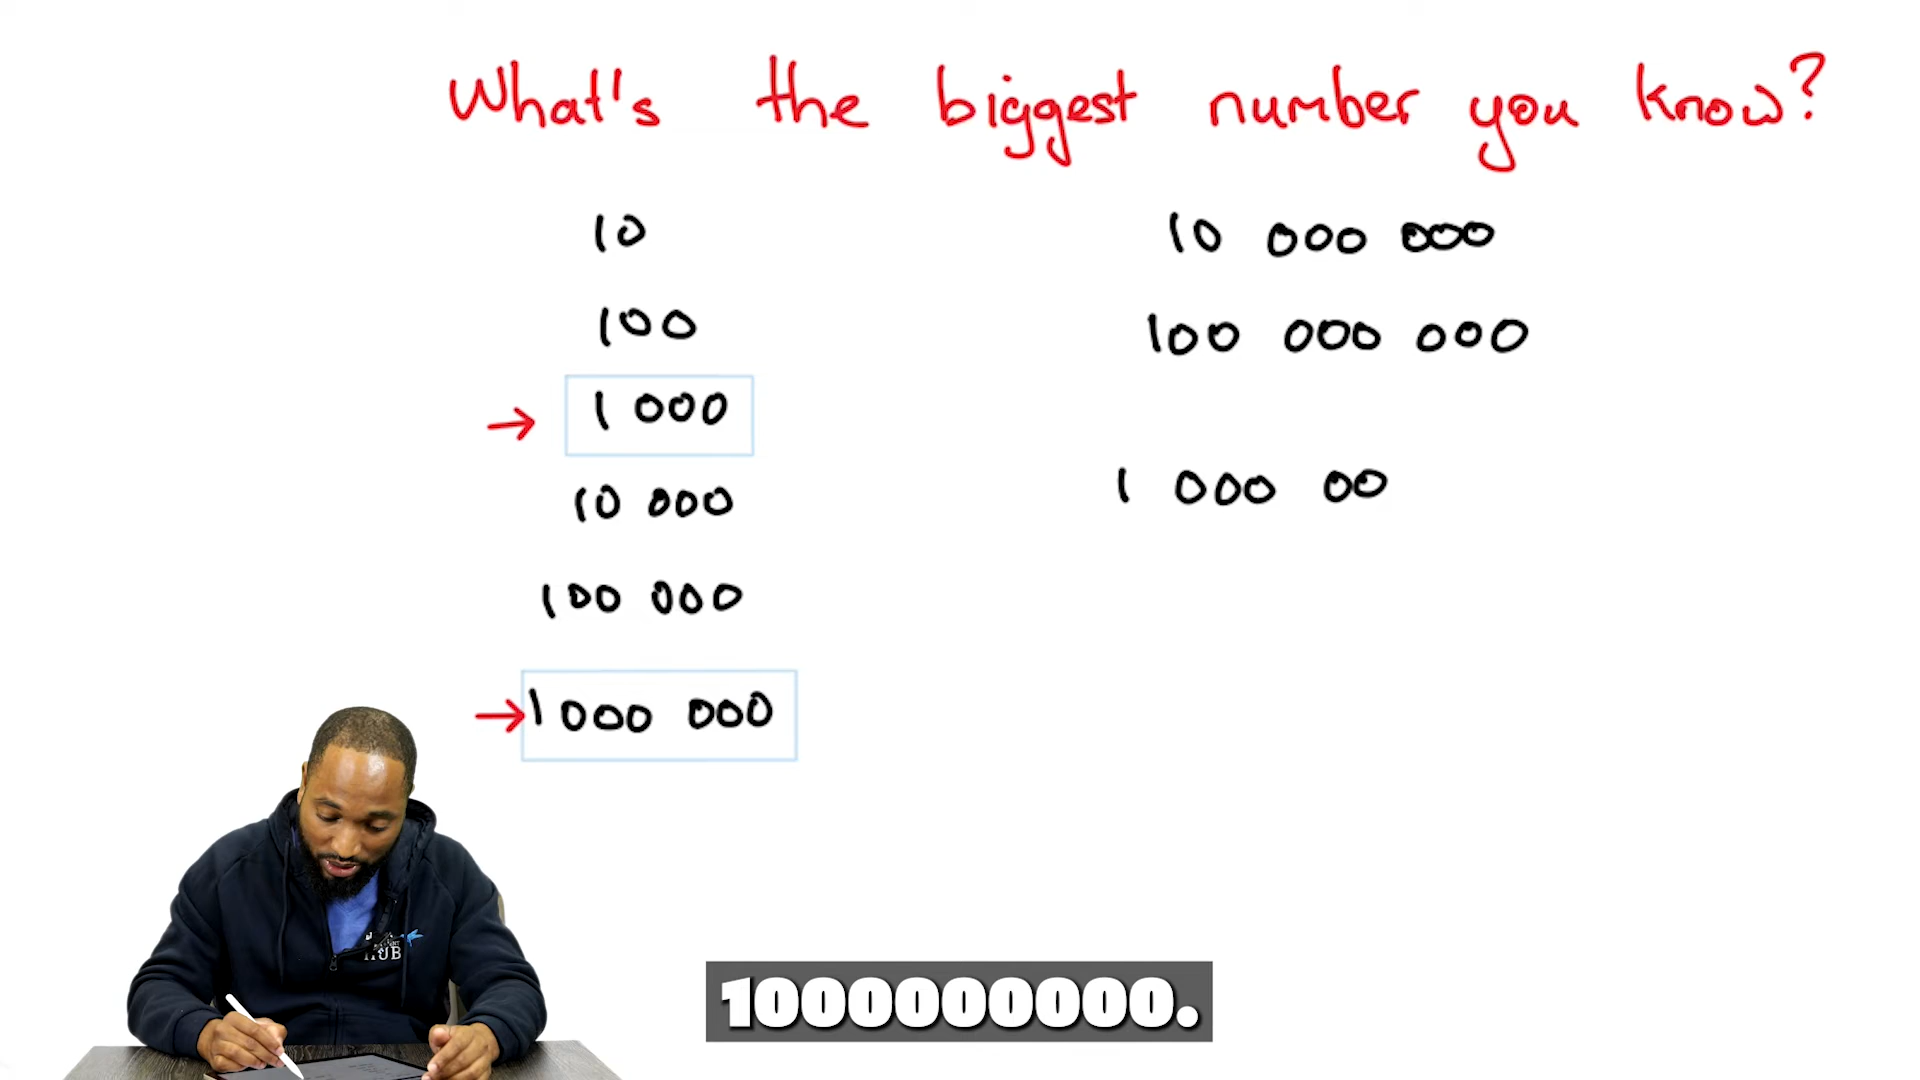 What's the biggest number you know?
10
100
→ 1 000
10 000
100 000
→ 1 000 000
10 000 000
100 000 000
1 000 00
HUB
1000000000.